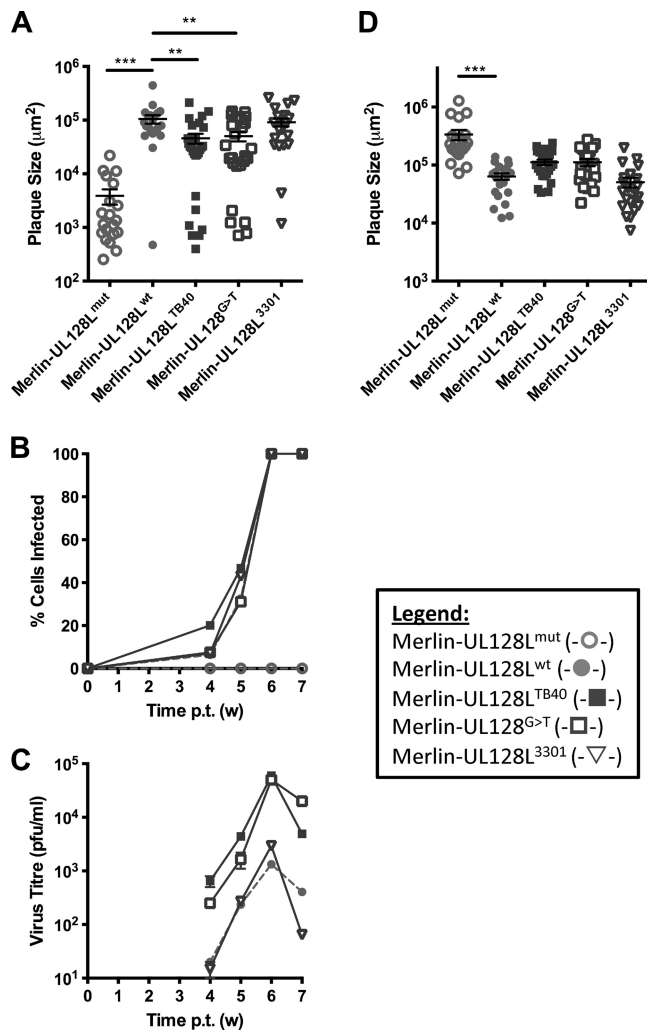 A
**
***
**
10⁶
10⁵
10⁴
10³
10²
Plaque Size (µm²)
Merlin-UL128L^mut
Merlin-UL128L^wt
Merlin-UL128L^TB40
Merlin-UL128^G>T
Merlin-UL128L^3301
D
***
10⁶
10⁵
10⁴
10³
Plaque Size (µm²)
Merlin-UL128L^mut
Merlin-UL128L^wt
Merlin-UL128L^TB40
Merlin-UL128^G>T
Merlin-UL128L^3301
B
100
80
60
40
20
0
% Cells Infected
0 1 2 3 4 5 6 7
Time p.t. (w)
C
10⁵
10⁴
10³
10²
10¹
Virus Titre (pfu/ml)
0 1 2 3 4 5 6 7
Time p.t. (w)
Legend:
Merlin-UL128L^mut (-○-)
Merlin-UL128L^wt (-●-)
Merlin-UL128L^TB40 (-■-)
Merlin-UL128^G>T (-□-)
Merlin-UL128L^3301 (-▽-)